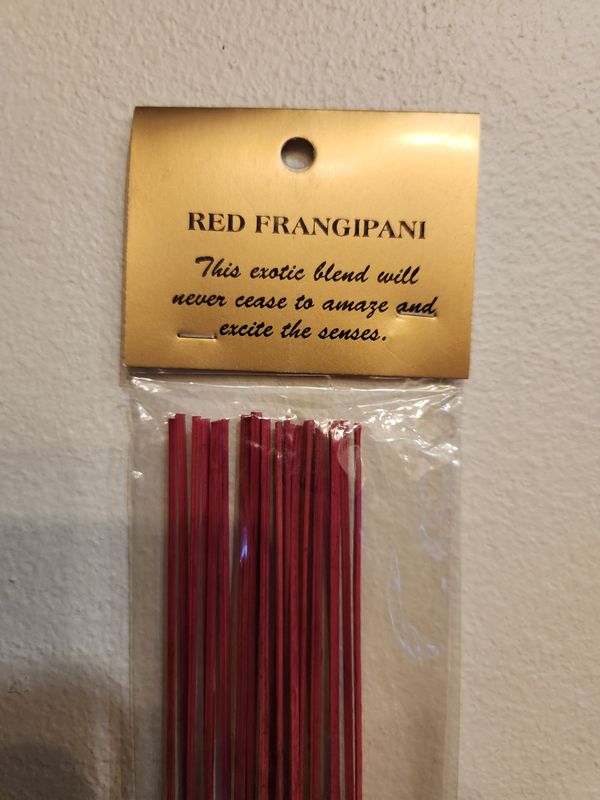 RED FRANGIPANI
This exotic blend will
never cease to amaze and
excite the senses.